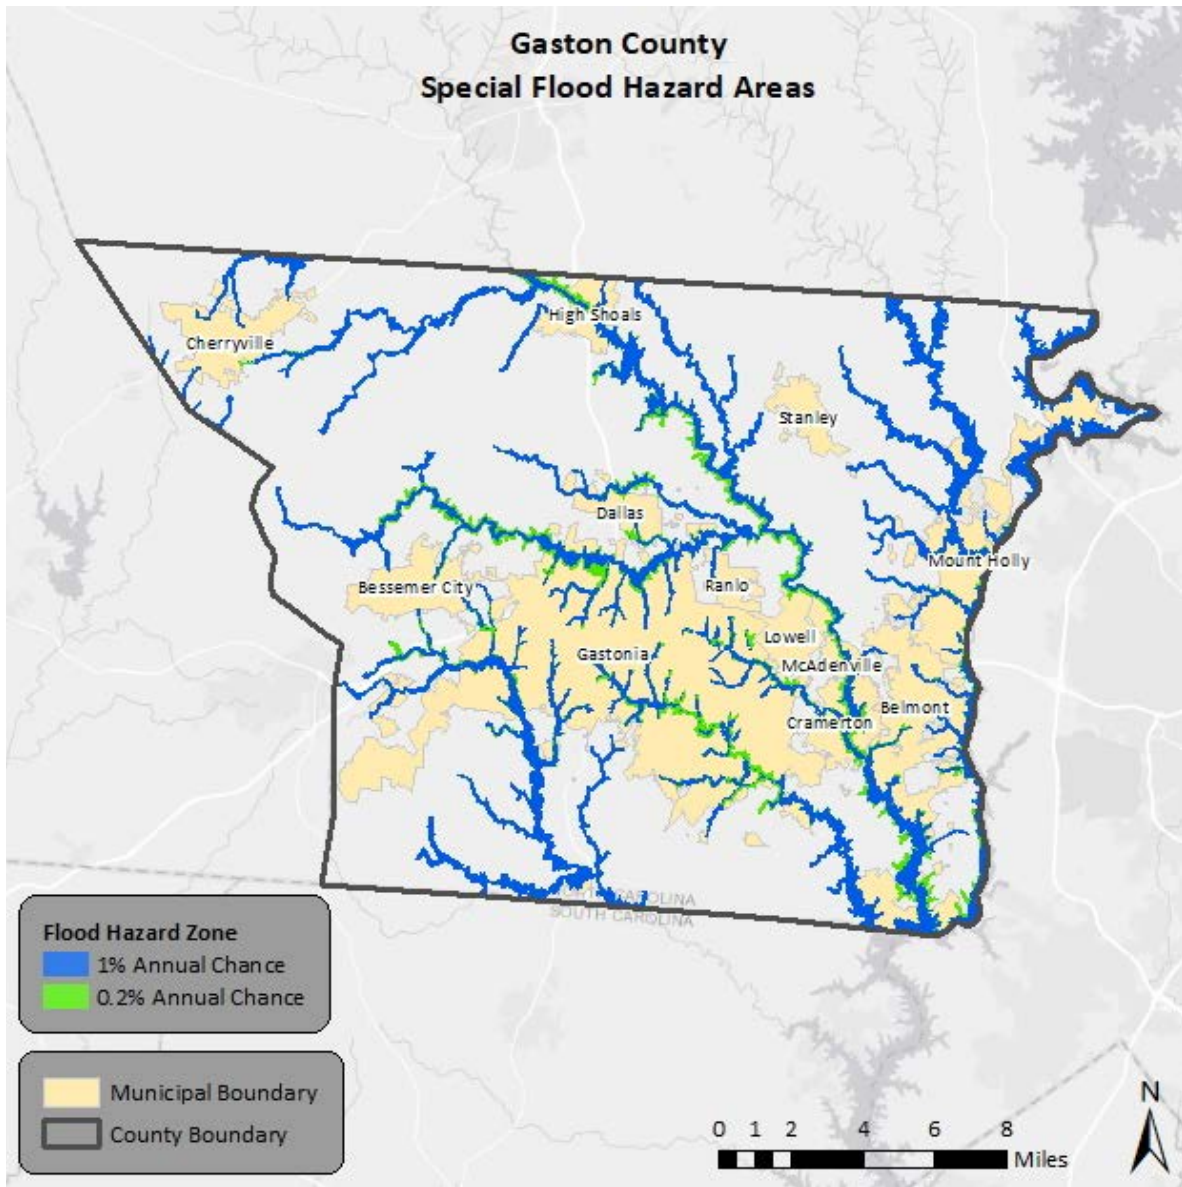 Gaston County
Special Flood Hazard Areas
High Shoals
Cherryville
Stanley
Dallas
Mount Holly
Bessemer City
Ranlo
Lowell
Gastonia
McAdenville
Belmont
Cramerton
CAROLINA
SOUTH CAROLINA
Flood Hazard Zone
1% Annual Chance
0.2% Annual Chance
Municipal Boundary
County Boundary
N
0 1 2 4 6 8
Miles